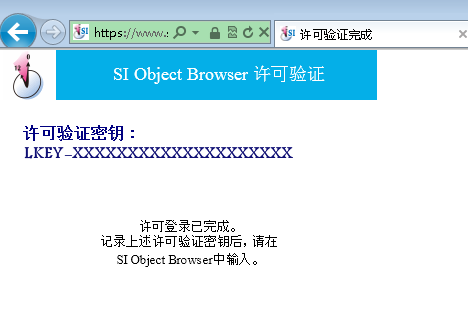 https://www.s
许可验证完成
SI Object Browser 许可验证
许可验证密钥：
LKEY-XXXXXXXXXXXXXXXXXXXXX
许可登录已完成。
记录上述许可验证密钥后，请在
SI Object Browser中输入。